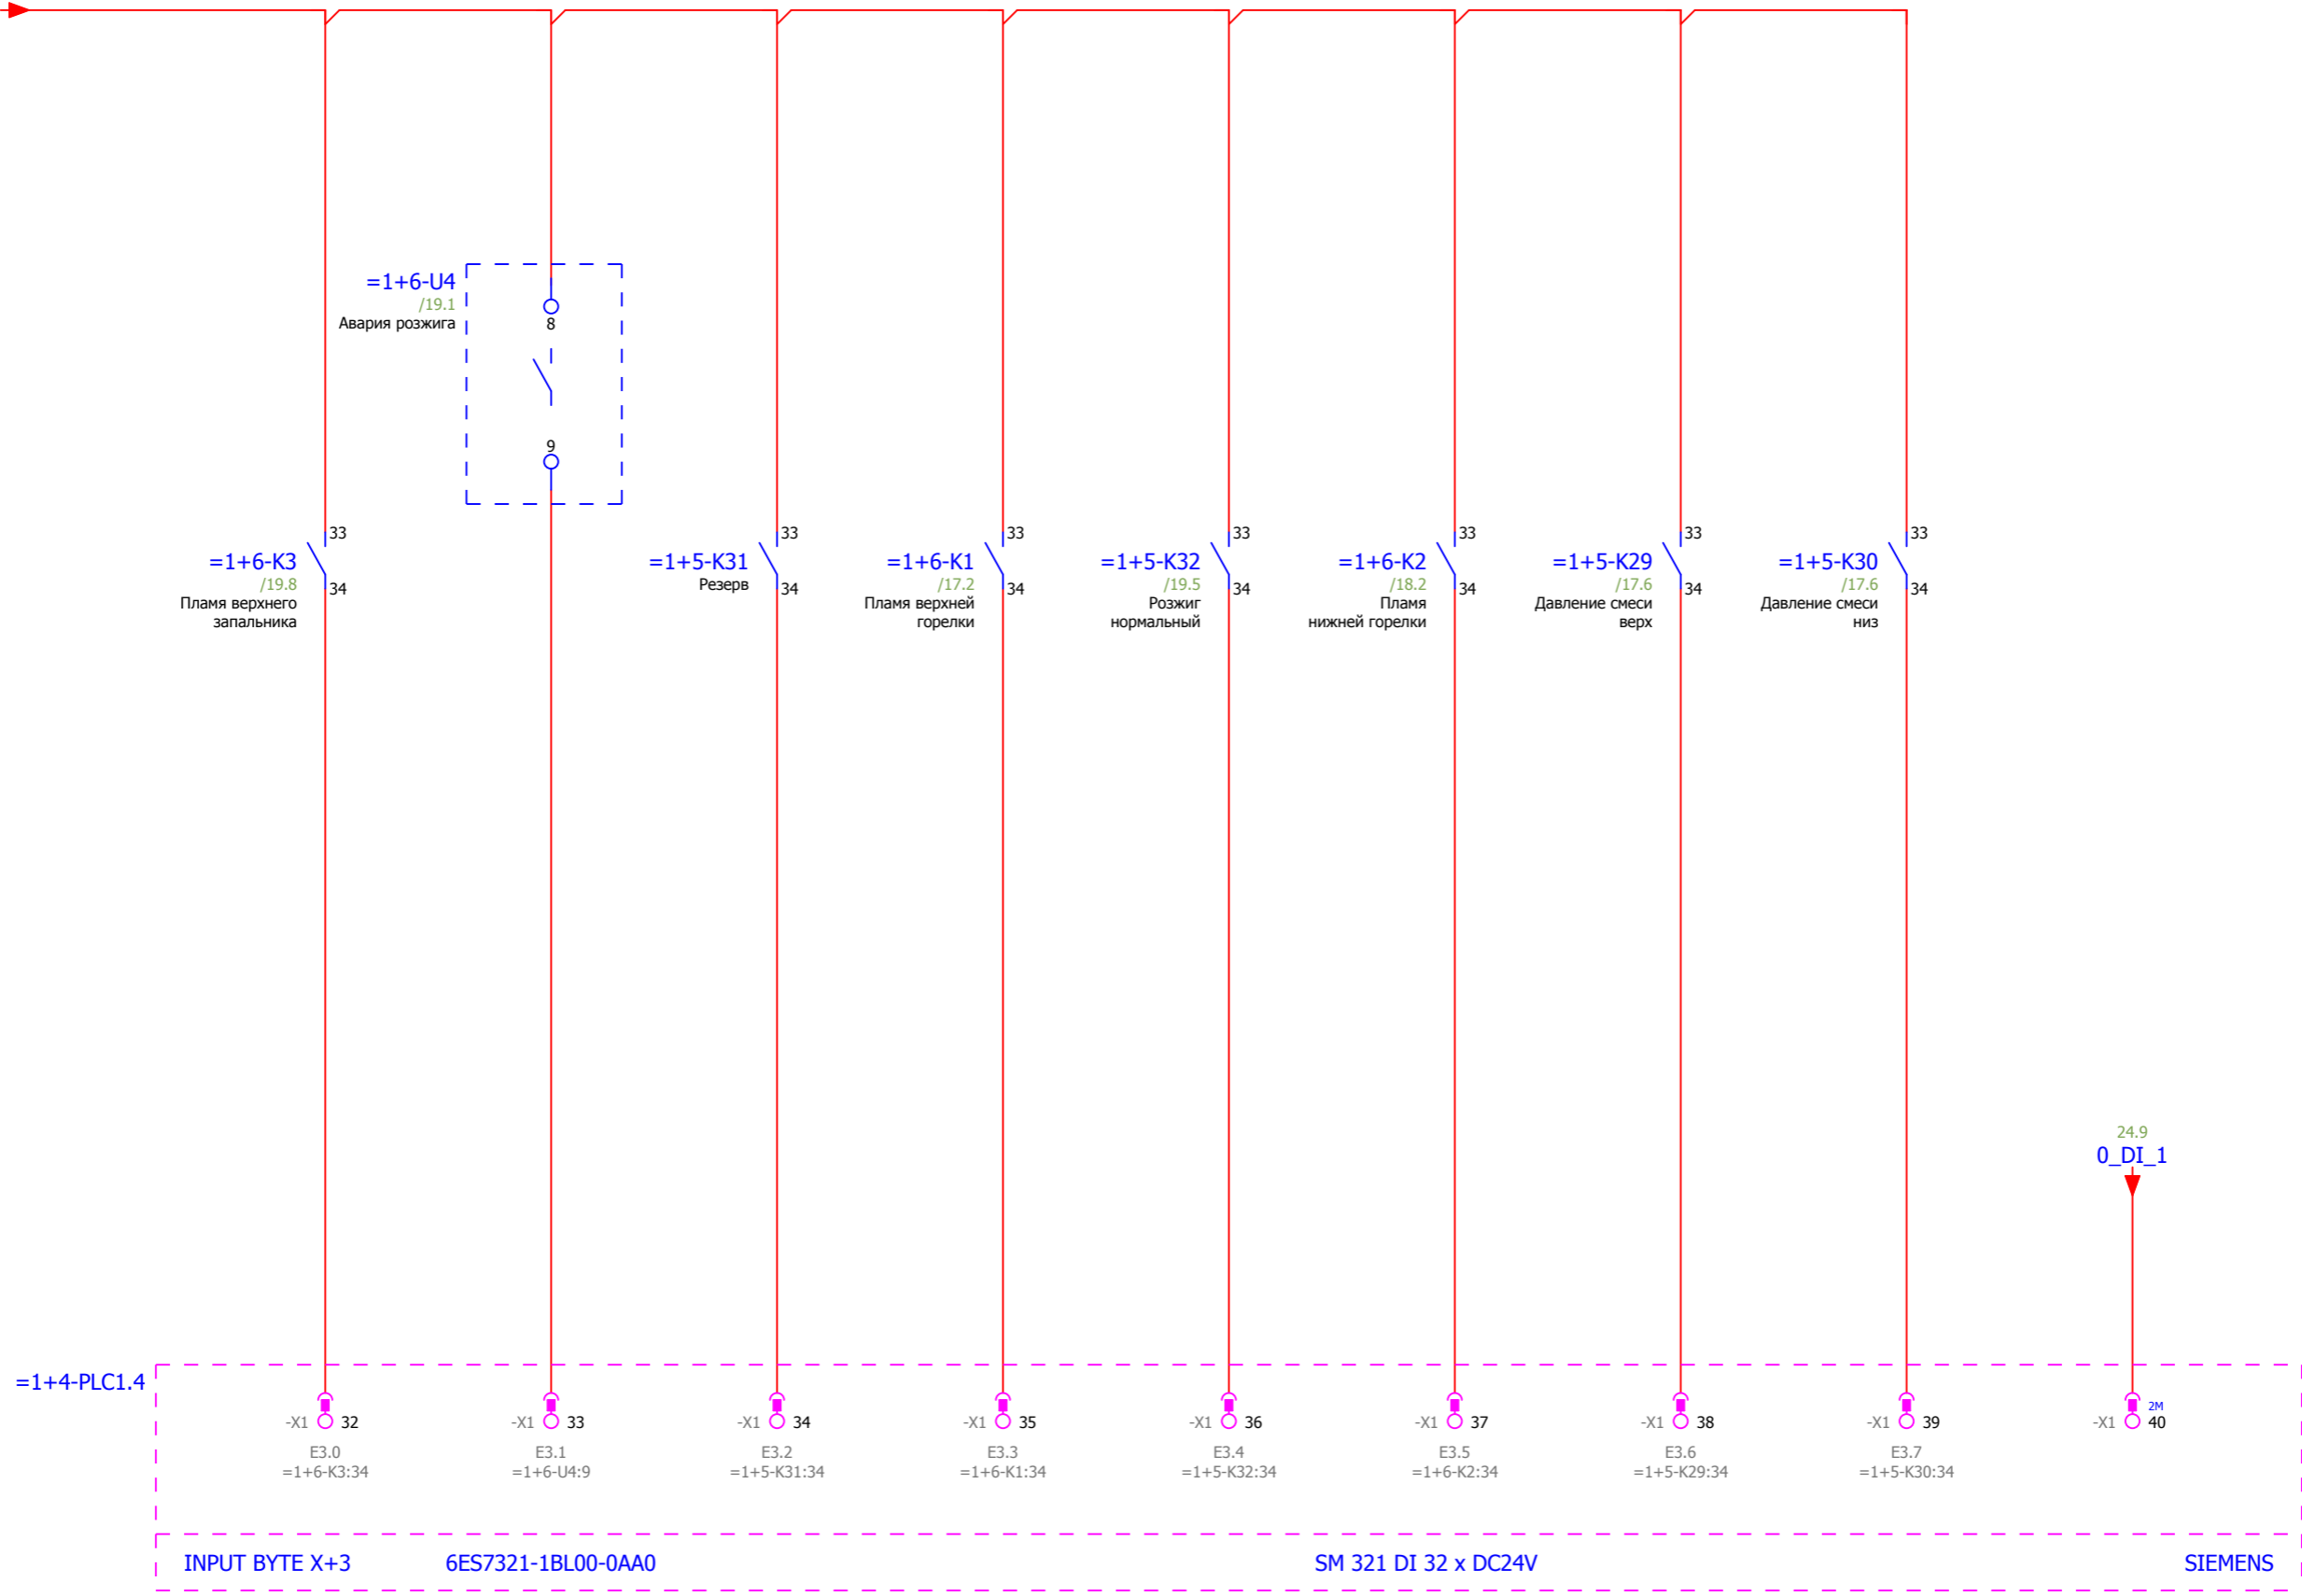 =1+6-U4
/19.1
Авария розжига
8
9
=1+6-K3
/19.8
Пламя верхнего
запальника
33
34
=1+5-K31
Резерв
33
34
=1+6-K1
/17.2
Пламя верхней
горелки
33
34
=1+5-K32
/19.5
Розжиг
нормальный
33
34
=1+6-K2
/18.2
Пламя
нижней горелки
33
34
=1+5-K29
/17.6
Давление смеси
верх
33
34
=1+5-K30
/17.6
Давление смеси
низ
33
34
24.9
0_DI_1
=1+4-PLC1.4
-X1 32
E3.0
=1+6-K3:34
-X1 33
E3.1
=1+6-U4:9
-X1 34
E3.2
=1+5-K31:34
-X1 35
E3.3
=1+6-K1:34
-X1 36
E3.4
=1+5-K32:34
-X1 37
E3.5
=1+6-K2:34
-X1 38
E3.6
=1+5-K29:34
-X1 39
E3.7
=1+5-K30:34
2M
-X1 40
INPUT BYTE X+3 6ES7321-1BL00-0AA0 SM 321 DI 32 x DC24V SIEMENS